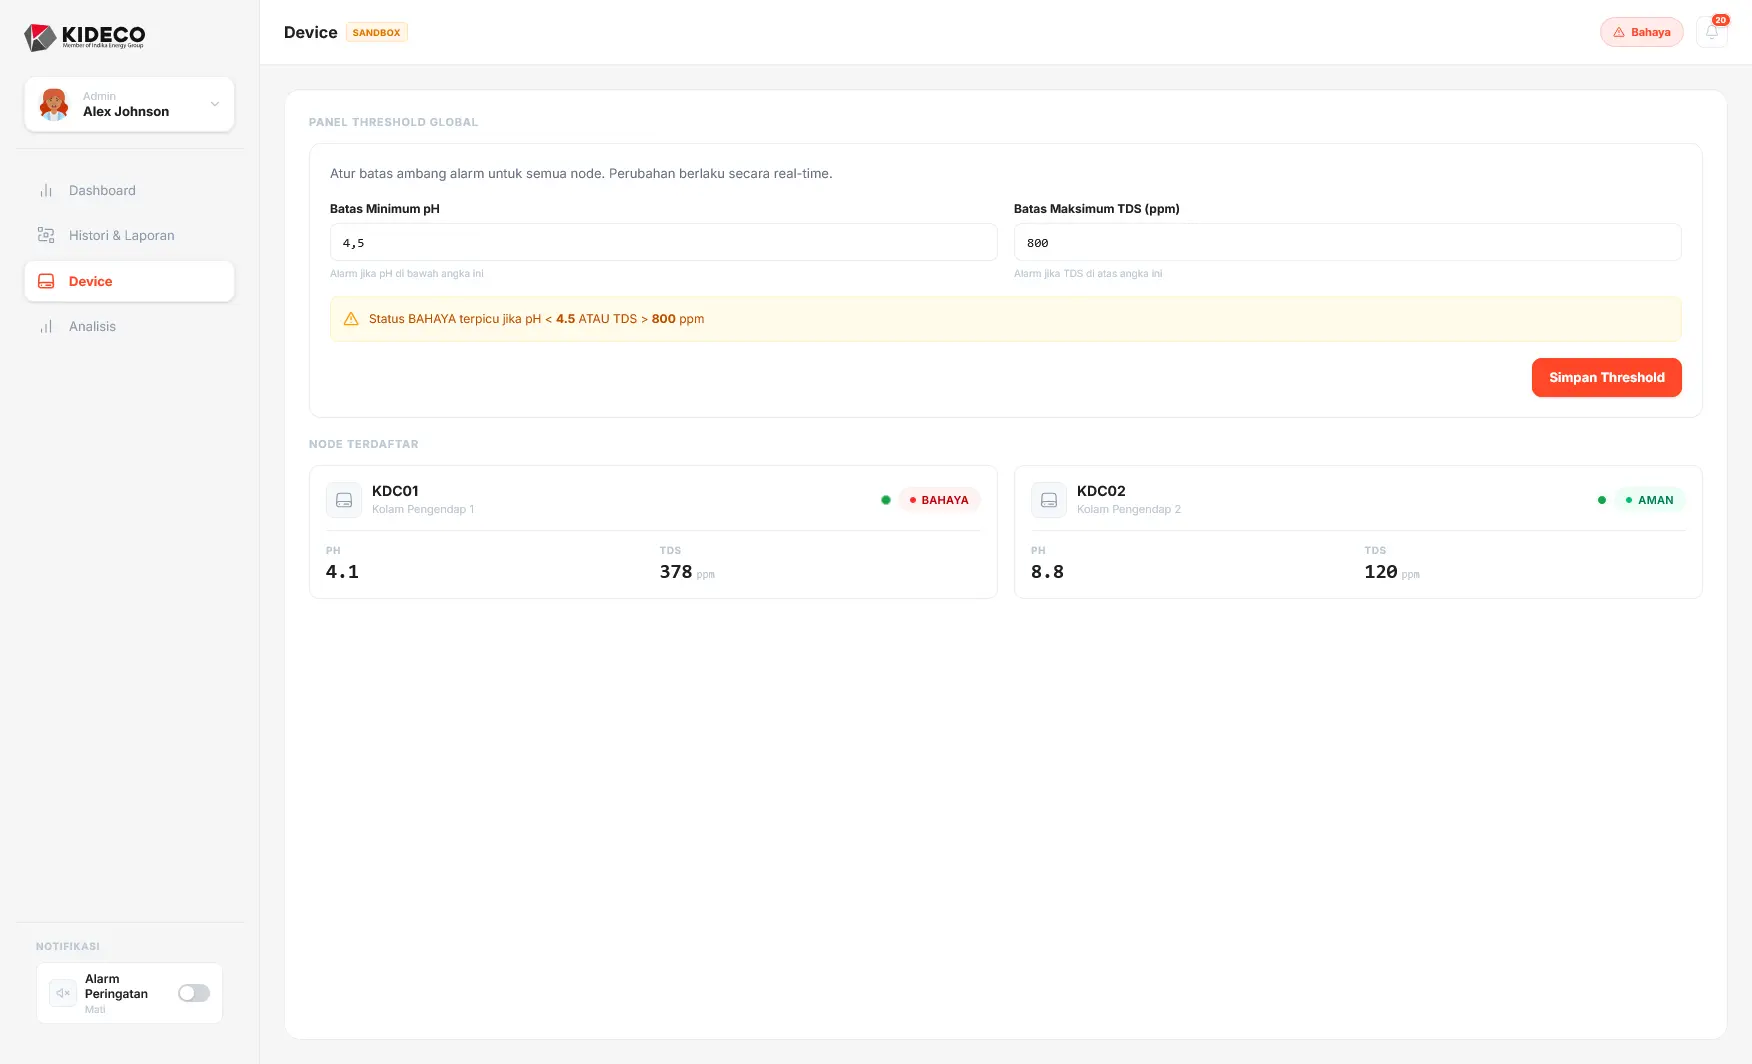 KIDECO
Member of Indika Energy Group
Admin
Alex Johnson
Dashboard
Histori & Laporan
Device
Analisis
NOTIFIKASI
Alarm
Peringatan
Mati
Device SANDBOX
Bahaya
20
PANEL THRESHOLD GLOBAL
Atur batas ambang alarm untuk semua node. Perubahan berlaku secara real-time.
Batas Minimum pH
4,5
Alarm jika pH di bawah angka ini
Batas Maksimum TDS (ppm)
800
Alarm jika TDS di atas angka ini
Status BAHAYA terpicu jika pH < 4.5 ATAU TDS > 800 ppm
Simpan Threshold
NODE TERDAFTAR
KDC01
Kolam Pengendap 1
BAHAYA
PH
4.1
TDS
378 ppm
KDC02
Kolam Pengendap 2
AMAN
PH
8.8
TDS
120 ppm